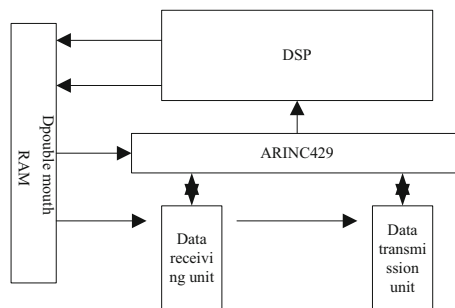 DSP
Dpouble mouth
RAM
ARINC429
Data
receivi
ng unit
Data
transmi
ssion
unit